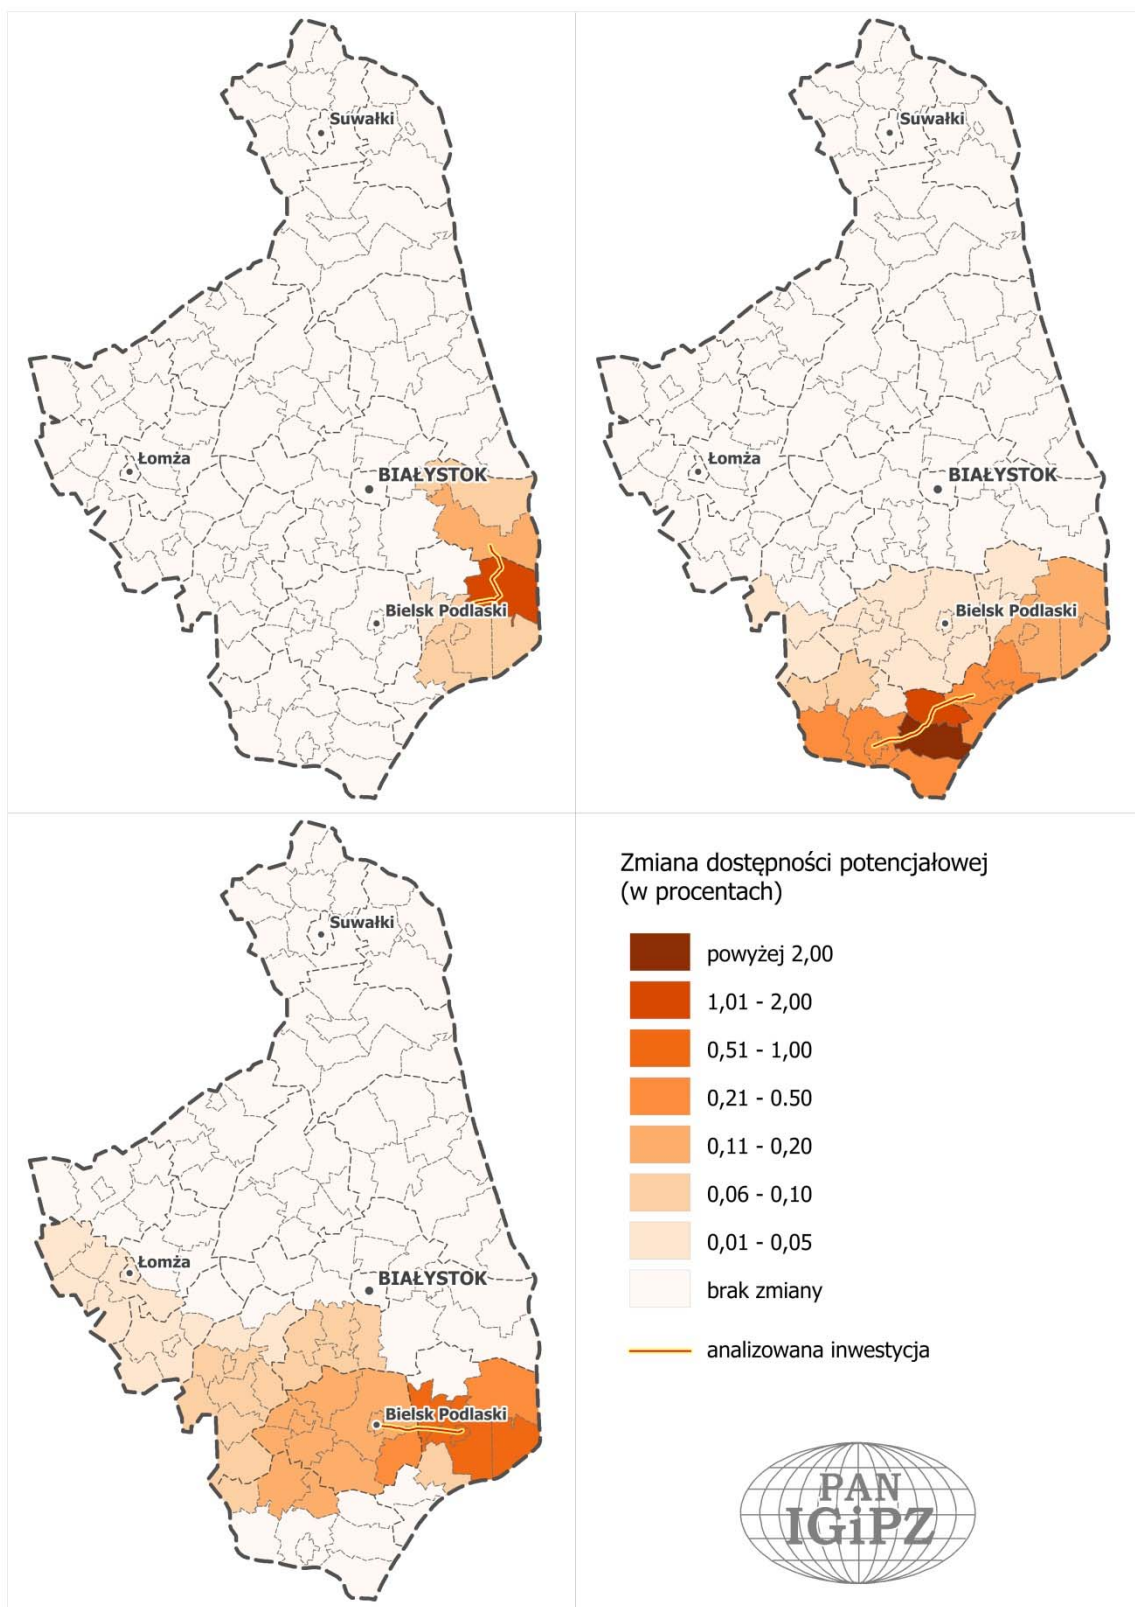 Suwałki
Łomża
BIAŁYSTOK
Bielsk Podlaski
Suwałki
Łomża
BIAŁYSTOK
Bielsk Podlaski
Suwałki
Łomża
BIAŁYSTOK
Bielsk Podlaski
Zmiana dostępności potencjałowej
(w procentach)
powyżej 2,00
1,01 - 2,00
0,51 - 1,00
0,21 - 0.50
0,11 - 0,20
0,06 - 0,10
0,01 - 0,05
brak zmiany
analizowana inwestycja
PAN
IGiPZ